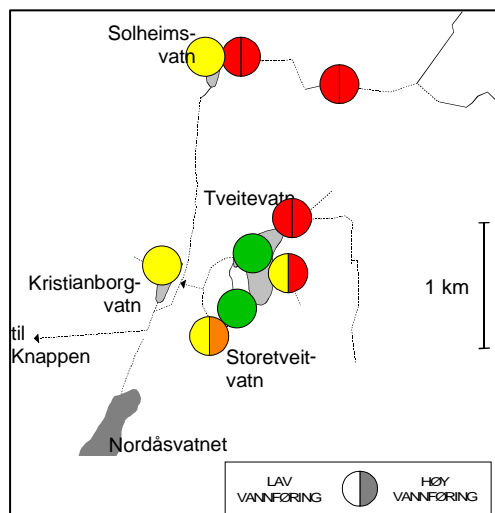 Solheims-
vatn
Tveitevatn
Kristianborg-
vatn
1 km
til
Knappen
Storetveit-
vatn
Nordåsvatnet
LAV
VANNFØRING
HØY
VANNFØRING